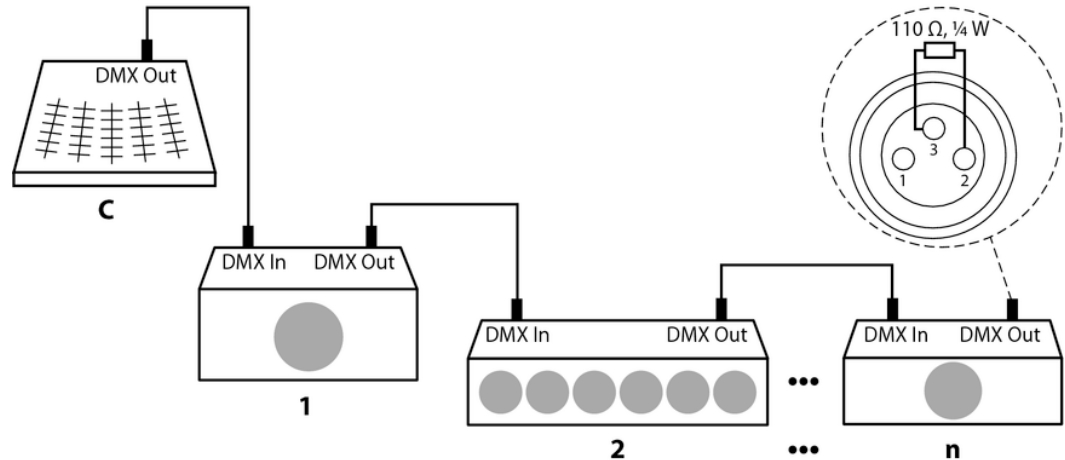 110 Ω, ¼ W
3
1
2
DMX Out
C
DMX In
DMX Out
1
DMX In
DMX Out
•••
2
•••
DMX In
DMX Out
n